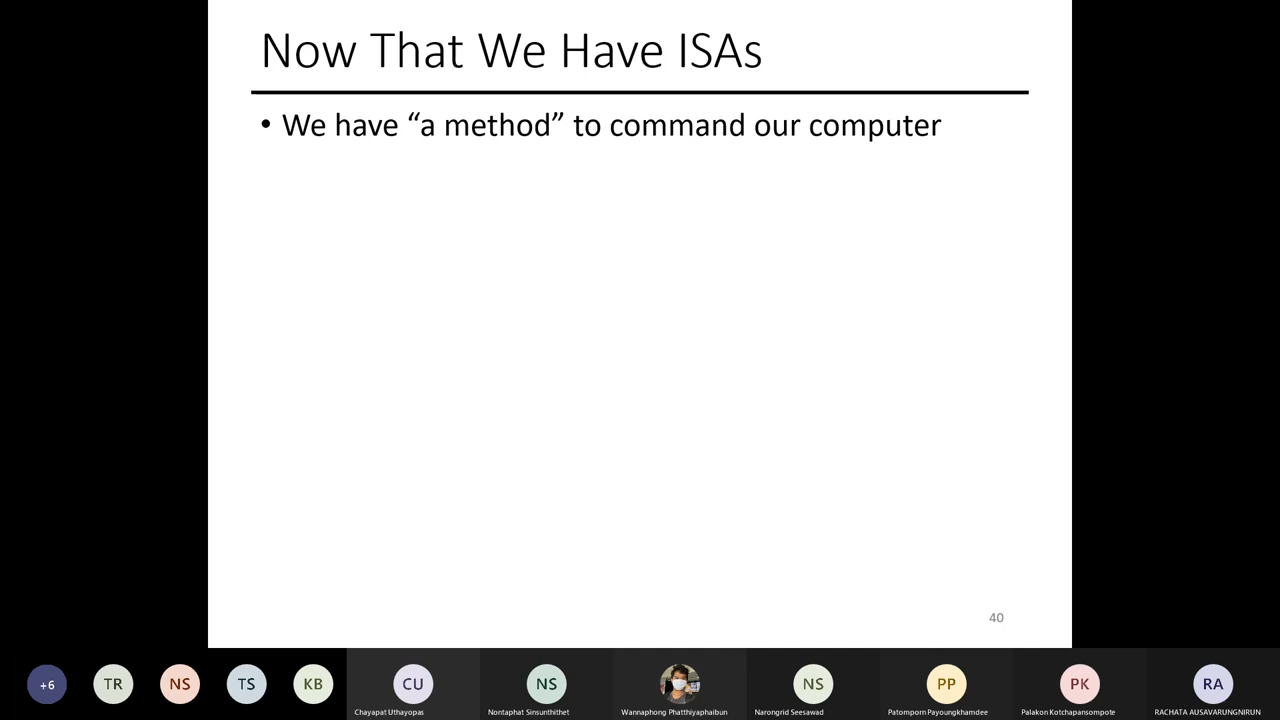 Now That We Have ISAs
• We have “a method” to command our computer
40
+6
TR
NS
TS
KB
CU
NS
NS
PP
PK
RA
Chayapat Uthayopas
Nontaphat Sinsunthithet
Wannaphong Phatthiyaphaibun
Narongrid Seesawad
Patomporn Payoungkhamdee
Palakon Kotchapansompote
RACHATA AUSAVARUNGNIRUN